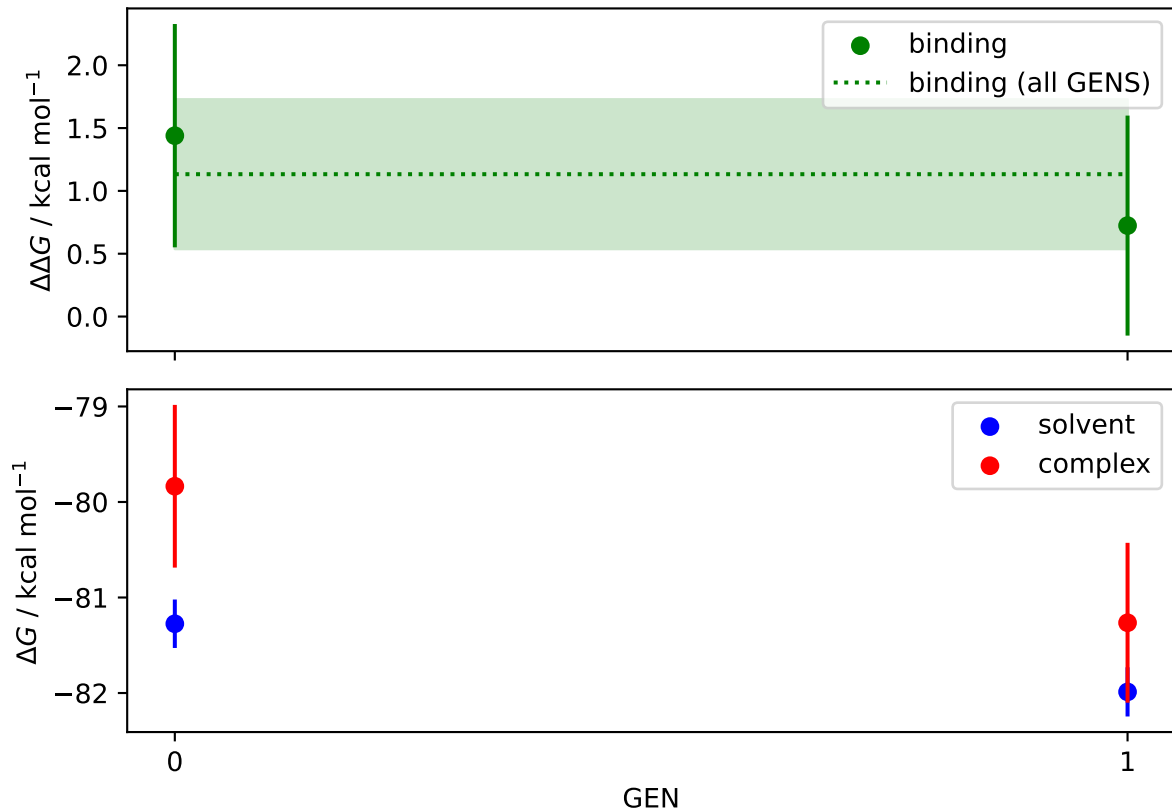 2.0
1.5
1.0
0.5
0.0
ΔΔG / kcal mol⁻¹
binding
binding (all GENS)
−79
−80
−81
−82
ΔG / kcal mol⁻¹
solvent
complex
0
1
GEN